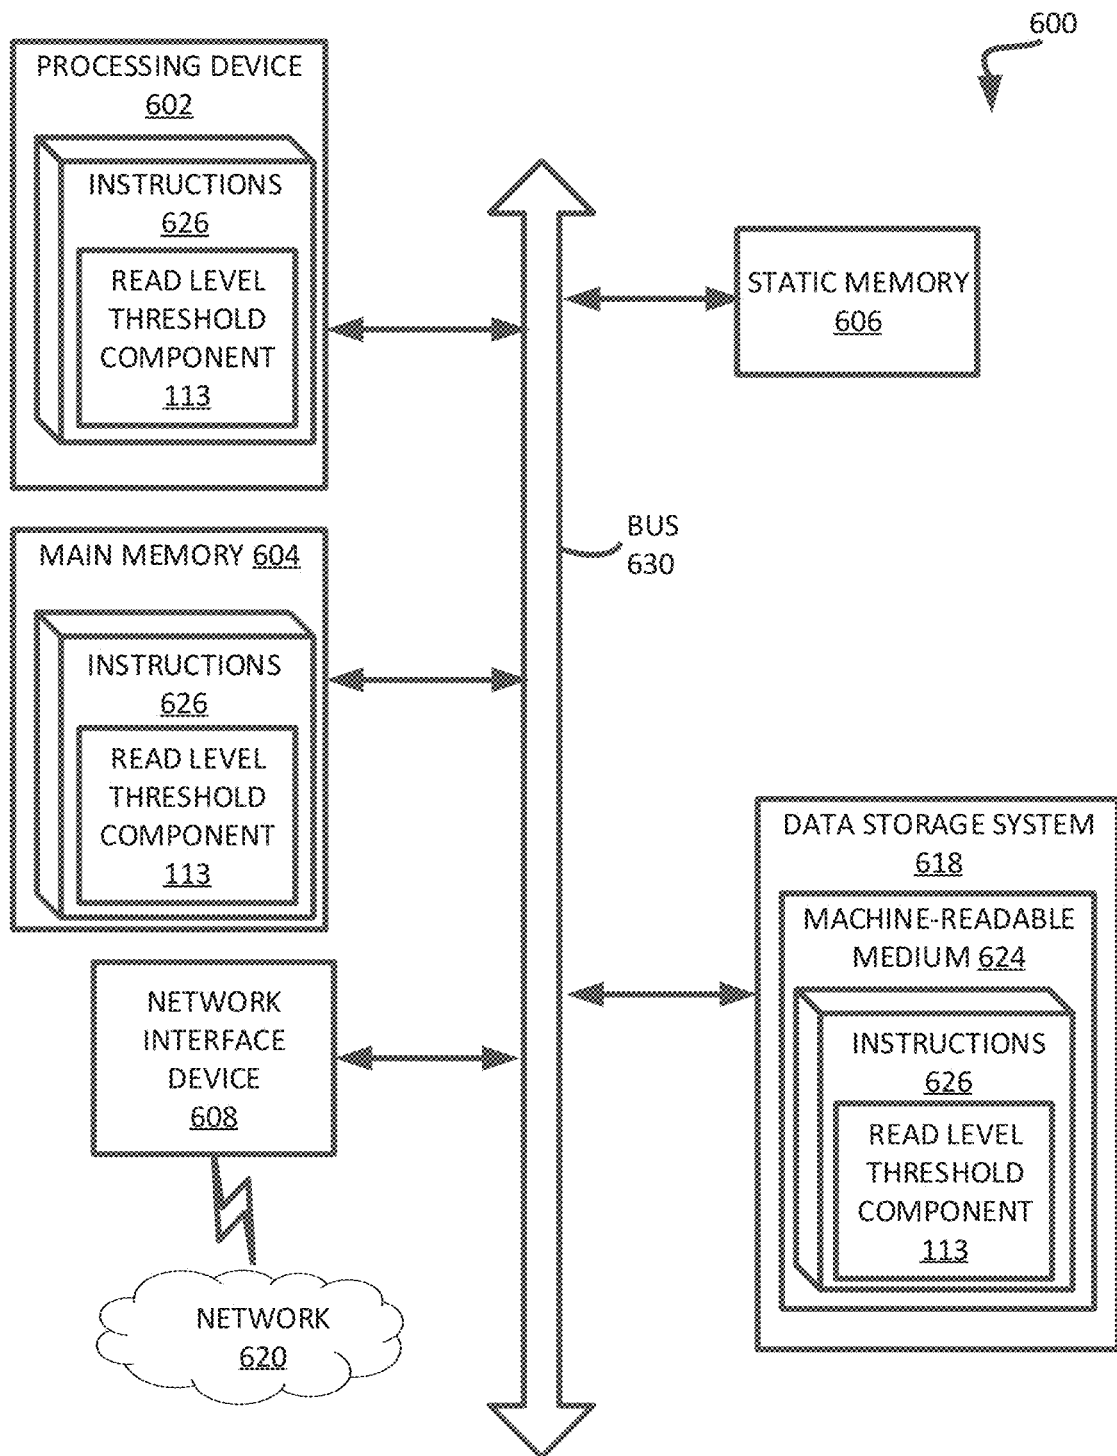 600
PROCESSING DEVICE
602
INSTRUCTIONS
626
READ LEVEL
THRESHOLD
COMPONENT
113
STATIC MEMORY
606
BUS
630
MAIN MEMORY 604
INSTRUCTIONS
626
READ LEVEL
THRESHOLD
COMPONENT
113
DATA STORAGE SYSTEM
618
MACHINE-READABLE
MEDIUM 624
INSTRUCTIONS
626
READ LEVEL
THRESHOLD
COMPONENT
113
NETWORK
INTERFACE
DEVICE
608
NETWORK
620